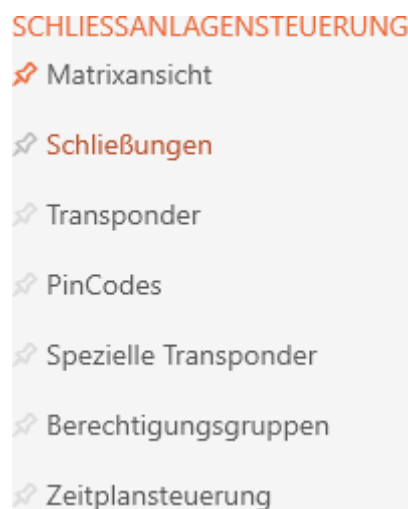 SCHLIESSANLAGENSTEUERUNG
Matrixansicht
Schließungen
Transponder
PinCodes
Spezielle Transponder
Berechtigungsgruppen
Zeitplansteuerung